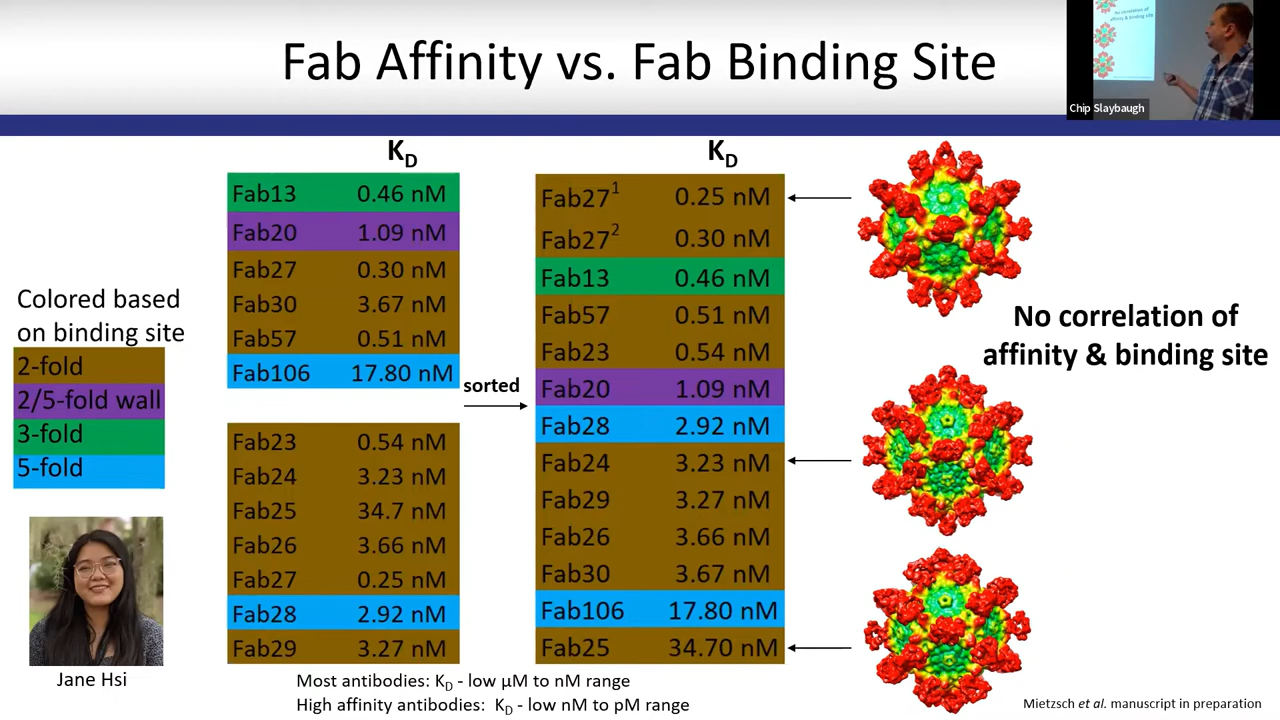 Fab Affinity vs. Fab Binding Site
No correlation of
affinity & binding site
Chip Slaybaugh
Colored based
on binding site
2-fold
2/5-fold wall
3-fold
5-fold
Jane Hsi
KD
Fab13 0.46 nM
Fab20 1.09 nM
Fab27 0.30 nM
Fab30 3.67 nM
Fab57 0.51 nM
Fab106 17.80 nM
Fab23 0.54 nM
Fab24 3.23 nM
Fab25 34.7 nM
Fab26 3.66 nM
Fab27 0.25 nM
Fab28 2.92 nM
Fab29 3.27 nM
sorted
KD
Fab27¹ 0.25 nM
Fab27² 0.30 nM
Fab13 0.46 nM
Fab57 0.51 nM
Fab23 0.54 nM
Fab20 1.09 nM
Fab28 2.92 nM
Fab24 3.23 nM
Fab29 3.27 nM
Fab26 3.66 nM
Fab30 3.67 nM
Fab106 17.80 nM
Fab25 34.70 nM
No correlation of
affinity & binding site
Most antibodies: KD - low µM to nM range
High affinity antibodies: KD - low nM to pM range
Mietzsch et al. manuscript in preparation